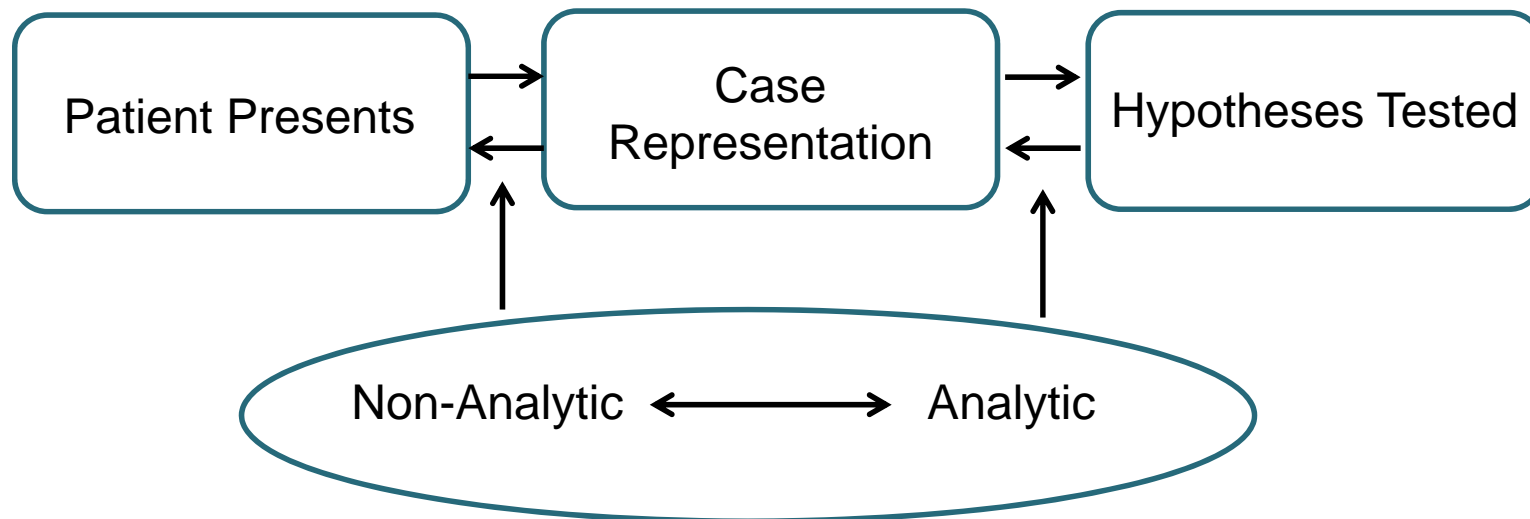 Patient Presents
Case
Representation
Hypotheses Tested
Non-Analytic
Analytic